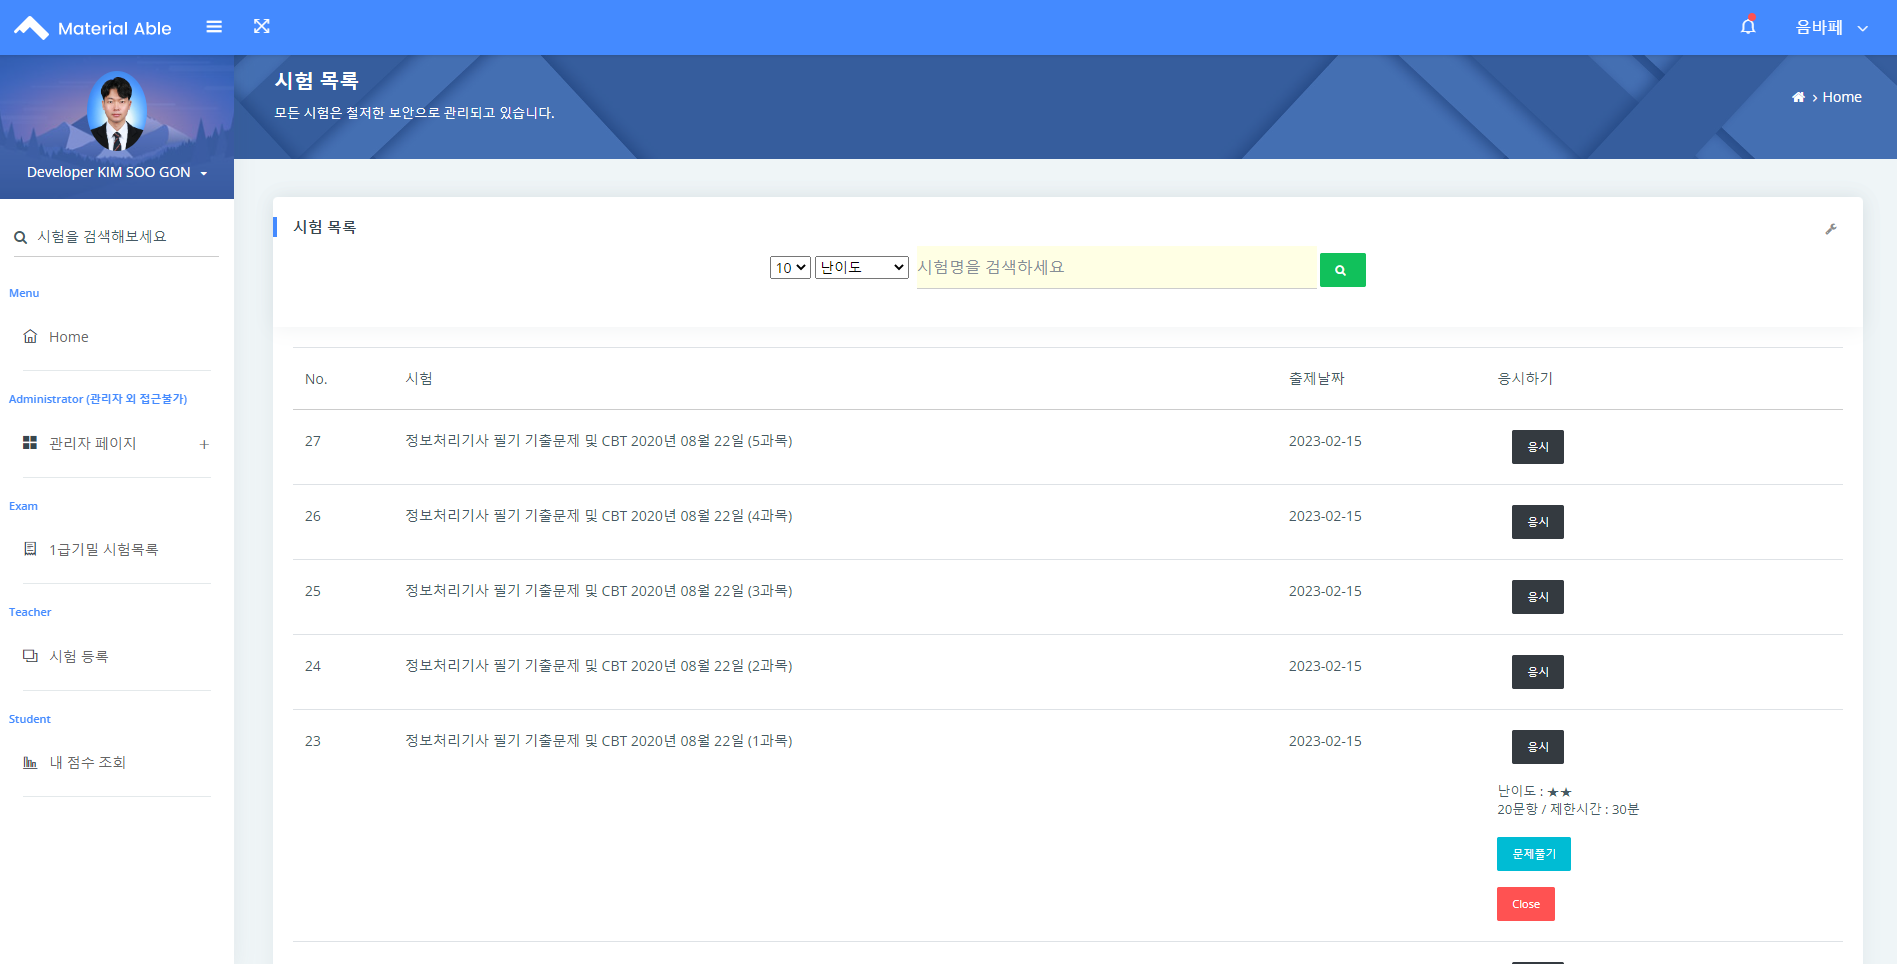 Material Able
음바페
Developer KIM SOO GON
시험 목록
모든 시험은 철저한 보안으로 관리되고 있습니다.
› Home
시험을 검색해보세요
Menu
Home
Administrator (관리자 외 접근불가)
관리자 페이지 +
Exam
1급기밀 시험목록
Teacher
시험 등록
Student
내 점수 조회
시험 목록
10 난이도 시험명을 검색하세요
No. 시험 출제날짜 응시하기
27 정보처리기사 필기 기출문제 및 CBT 2020년 08월 22일 (5과목) 2023-02-15 응시
26 정보처리기사 필기 기출문제 및 CBT 2020년 08월 22일 (4과목) 2023-02-15 응시
25 정보처리기사 필기 기출문제 및 CBT 2020년 08월 22일 (3과목) 2023-02-15 응시
24 정보처리기사 필기 기출문제 및 CBT 2020년 08월 22일 (2과목) 2023-02-15 응시
23 정보처리기사 필기 기출문제 및 CBT 2020년 08월 22일 (1과목) 2023-02-15 응시
난이도 : ★★
20문항 / 제한시간 : 30분
문제풀기
Close